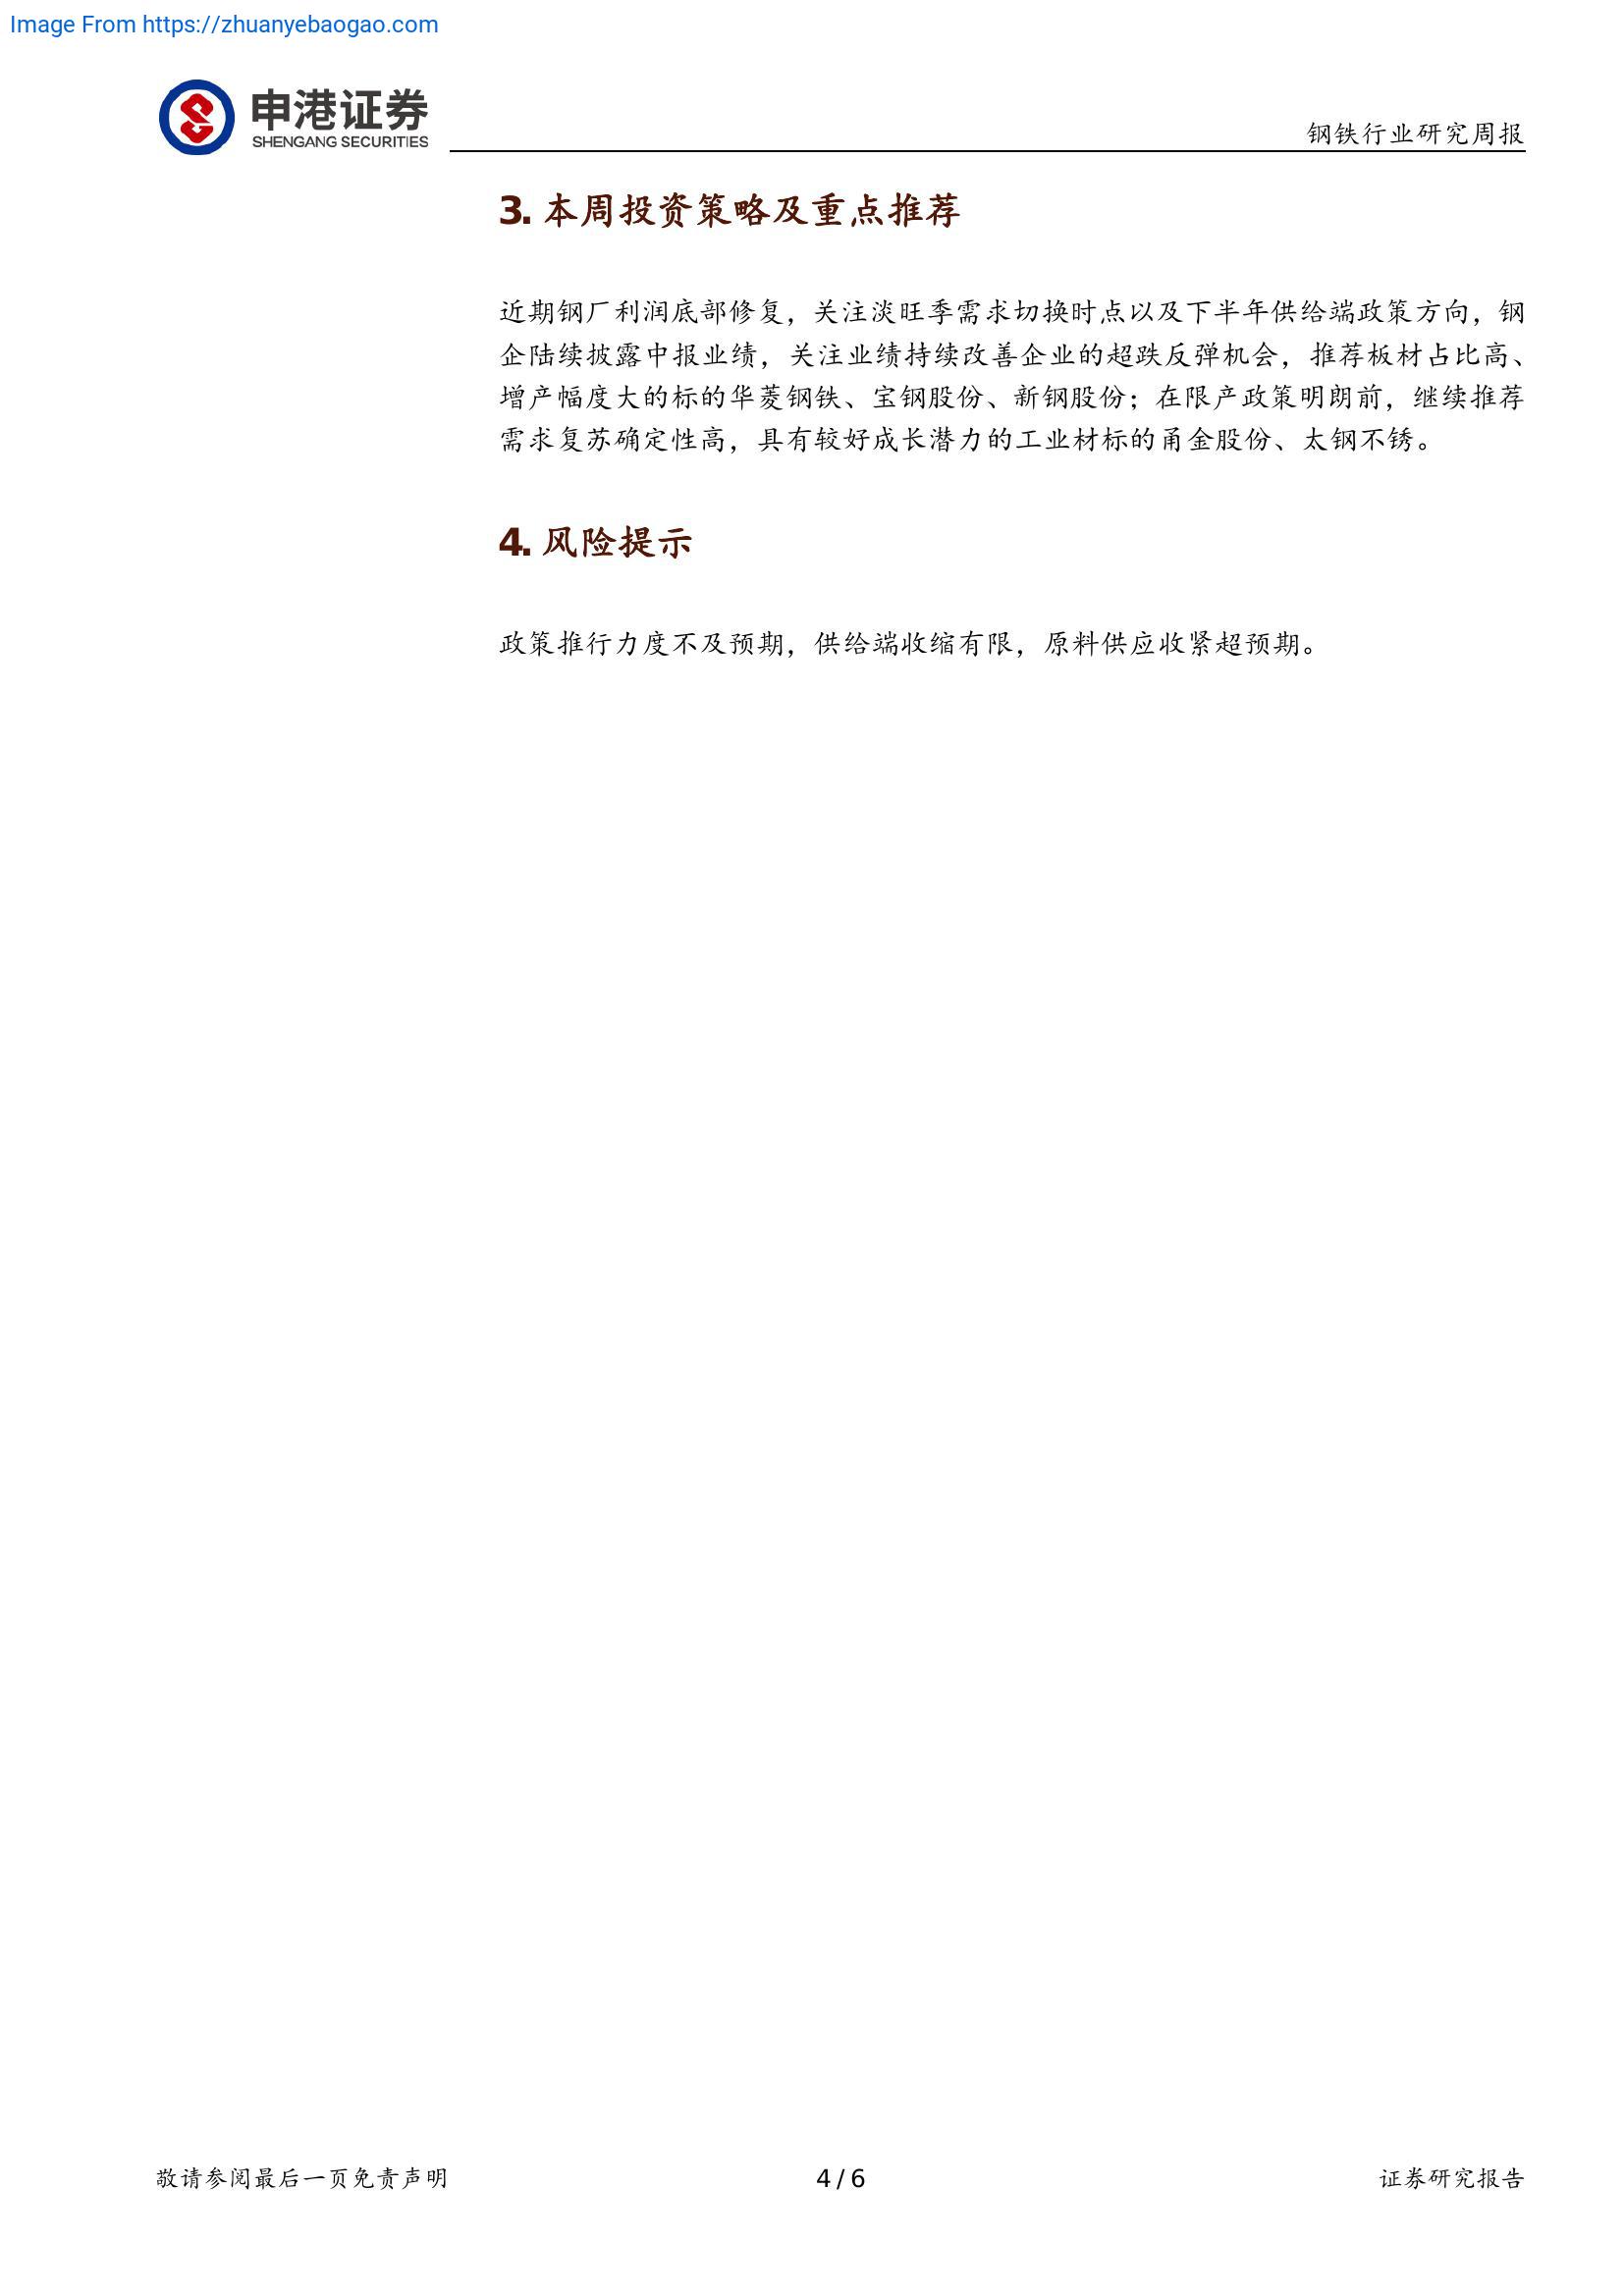 Image From https://zhuanyebaogao.com
申港证券
SHENGANG SECURITIES
钢铁行业研究周报
3. 本周投资策略及重点推荐
近期钢厂利润底部修复，关注淡旺季需求切换时点以及下半年供给端政策方向，钢
企陆续披露中报业绩，关注业绩持续改善企业的超跌反弹机会，推荐板材占比高、
增产幅度大的标的华菱钢铁、宝钢股份、新钢股份；在限产政策明朗前，继续推荐
需求复苏确定性高，具有较好成长潜力的工业材标的甬金股份、太钢不锈。
4. 风险提示
政策推行力度不及预期，供给端收缩有限，原料供应收紧超预期。
敬请参阅最后一页免责声明
4 / 6
证券研究报告